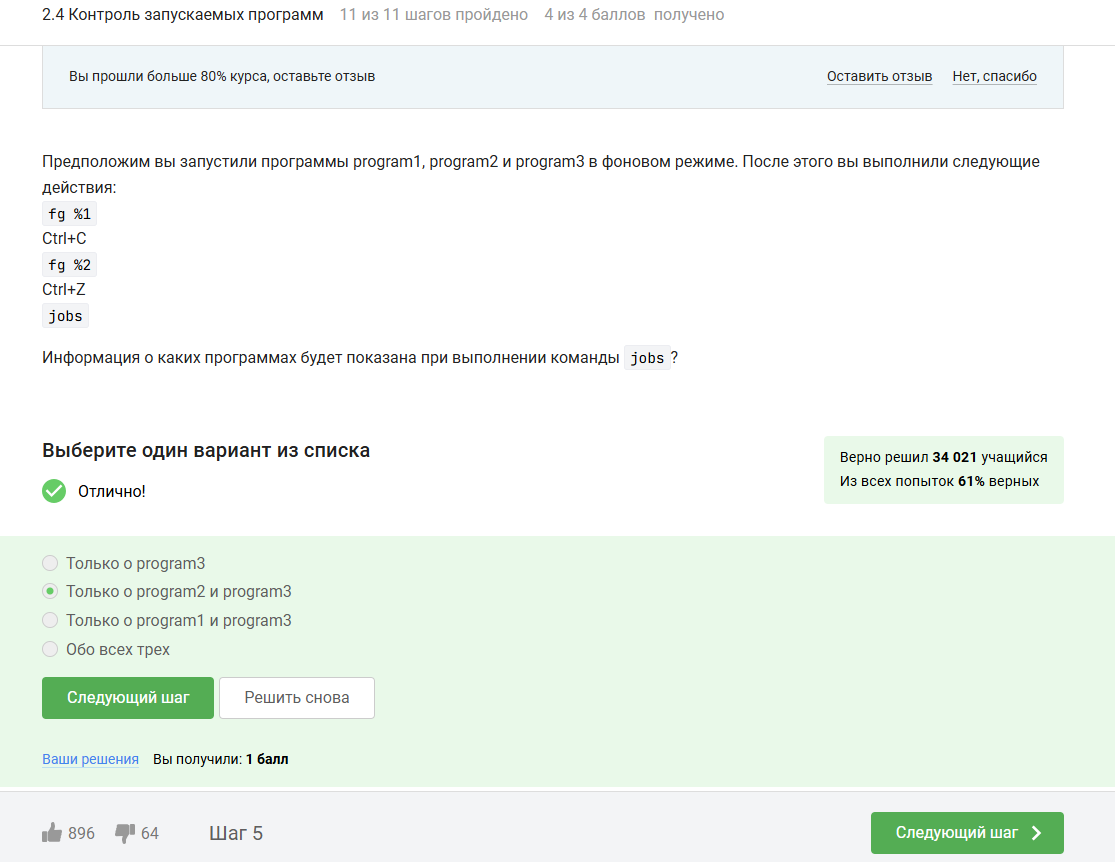 2.4 Контроль запускаемых программ 11 из 11 шагов пройдено 4 из 4 баллов получено
Вы прошли больше 80% курса, оставьте отзыв Оставить отзыв Нет, спасибо
Предположим вы запустили программы program1, program2 и program3 в фоновом режиме. После этого вы выполнили следующие
действия:
fg %1
Ctrl+C
fg %2
Ctrl+Z
jobs
Информация о каких программах будет показана при выполнении команды jobs?
Выберите один вариант из списка
Отлично!
Верно решил 34 021 учащийся
Из всех попыток 61% верных
Только о program3
Только о program2 и program3
Только о program1 и program3
Обо всех трех
Следующий шаг Решить снова
Ваши решения Вы получили: 1 балл
896 64 Шаг 5 Следующий шаг